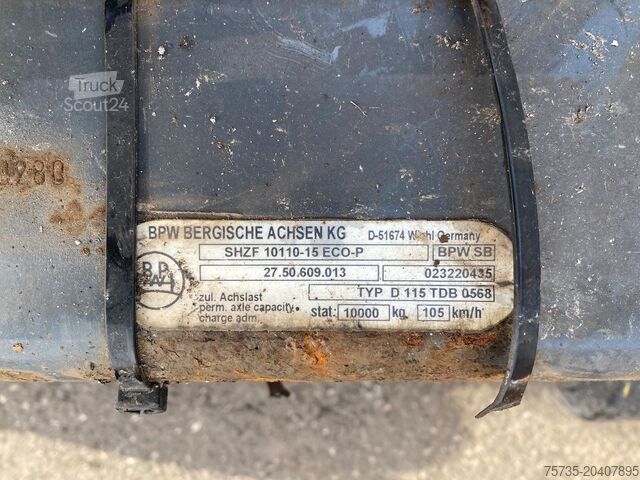 Truck
Scout24
0280
BPW BERGISCHE ACHSEN KG D-51674 Wiehl Germany
SHZF 10110-15 ECO-P BPW SB
27.50.609.013 023220435
BPW
TYP D 115 TDB 0568
zul. Achslast
perm. axle capacity stat: 10000 kg 105 km/h
charge adm.
75735-20407895